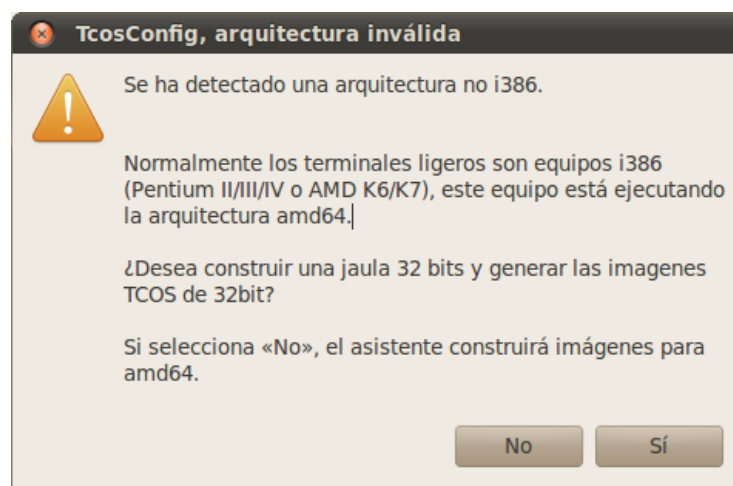 TcosConfig, arquitectura inválida
Se ha detectado una arquitectura no i386.
Normalmente los terminales ligeros son equipos i386
(Pentium II/III/IV o AMD K6/K7), este equipo está ejecutando
la arquitectura amd64.
¿Desea construir una jaula 32 bits y generar las imagenes
TCOS de 32bit?
Si selecciona «No», el asistente construirá imágenes para
amd64.
No Sí